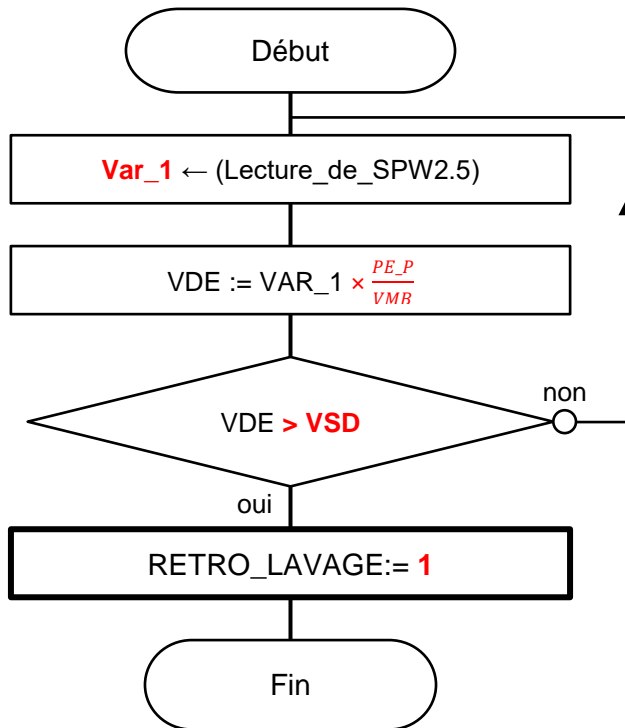 Début
Var_1 ← (Lecture_de_SPW2.5)
VDE := VAR_1 × PE_P/VMB
VDE > VSD
non
oui
RETRO_LAVAGE:= 1
Fin